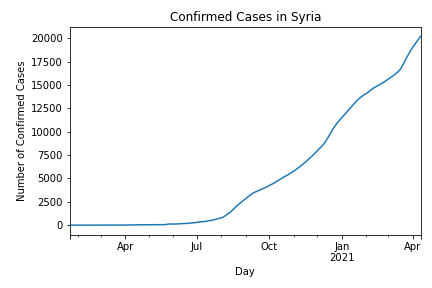 Confirmed Cases in Syria
Number of Confirmed Cases
20000
17500
15000
12500
10000
7500
5000
2500
0
Apr
Jul
Oct
Jan
2021
Apr
Day